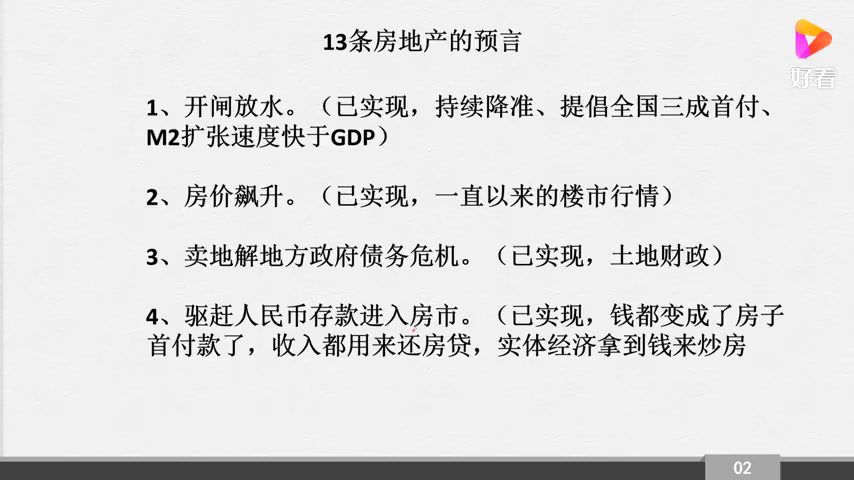 13条房地产的预言
好看
1、开闸放水。（已实现，持续降准、提倡全国三成首付、
M2扩张速度快于GDP）
2、房价飙升。（已实现，一直以来的楼市行情）
3、卖地解地方政府债务危机。（已实现，土地财政）
4、驱赶人民币存款进入房市。（已实现，钱都变成了房子
首付款了，收入都用来还房贷，实体经济拿到钱来炒房
02